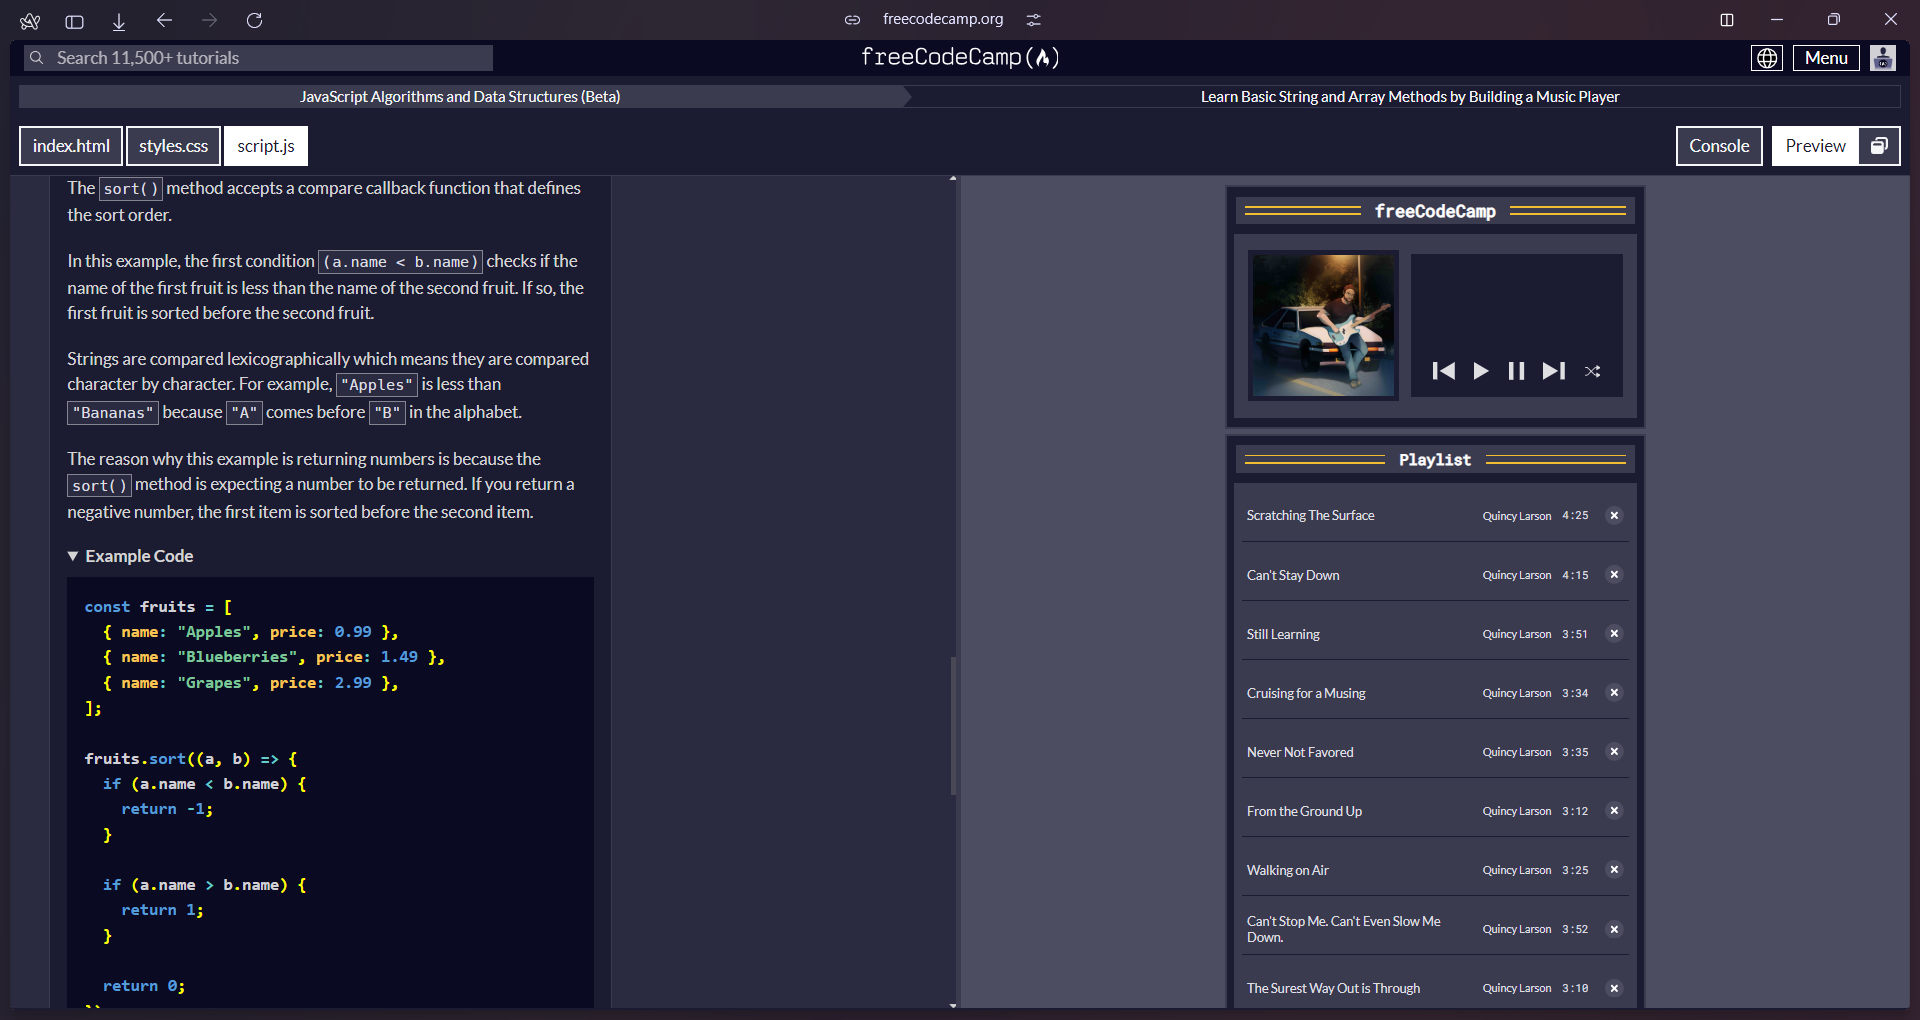 freecodecamp.org
Search 11,500+ tutorials
freeCodeCamp
Menu
JavaScript Algorithms and Data Structures (Beta)
Learn Basic String and Array Methods by Building a Music Player
index.html
styles.css
script.js
Console
Preview
The sort() method accepts a compare callback function that defines
the sort order.
In this example, the first condition (a.name < b.name) checks if the
name of the first fruit is less than the name of the second fruit. If so, the
first fruit is sorted before the second fruit.
Strings are compared lexicographically which means they are compared
character by character. For example, "Apples" is less than
"Bananas" because "A" comes before "B" in the alphabet.
The reason why this example is returning numbers is because the
sort() method is expecting a number to be returned. If you return a
negative number, the first item is sorted before the second item.
Example Code
const fruits = [
{ name: "Apples", price: 0.99 },
{ name: "Blueberries", price: 1.49 },
{ name: "Grapes", price: 2.99 },
];
fruits.sort((a, b) => {
if (a.name < b.name) {
return -1;
}
if (a.name > b.name) {
return 1;
}
return 0;
freeCodeCamp
Playlist
Scratching The Surface Quincy Larson 4:25
Can't Stay Down Quincy Larson 4:15
Still Learning Quincy Larson 3:51
Cruising for a Musing Quincy Larson 3:34
Never Not Favored Quincy Larson 3:35
From the Ground Up Quincy Larson 3:12
Walking on Air Quincy Larson 3:25
Can't Stop Me. Can't Even Slow Me
Down. Quincy Larson 3:52
The Surest Way Out is Through Quincy Larson 3:10